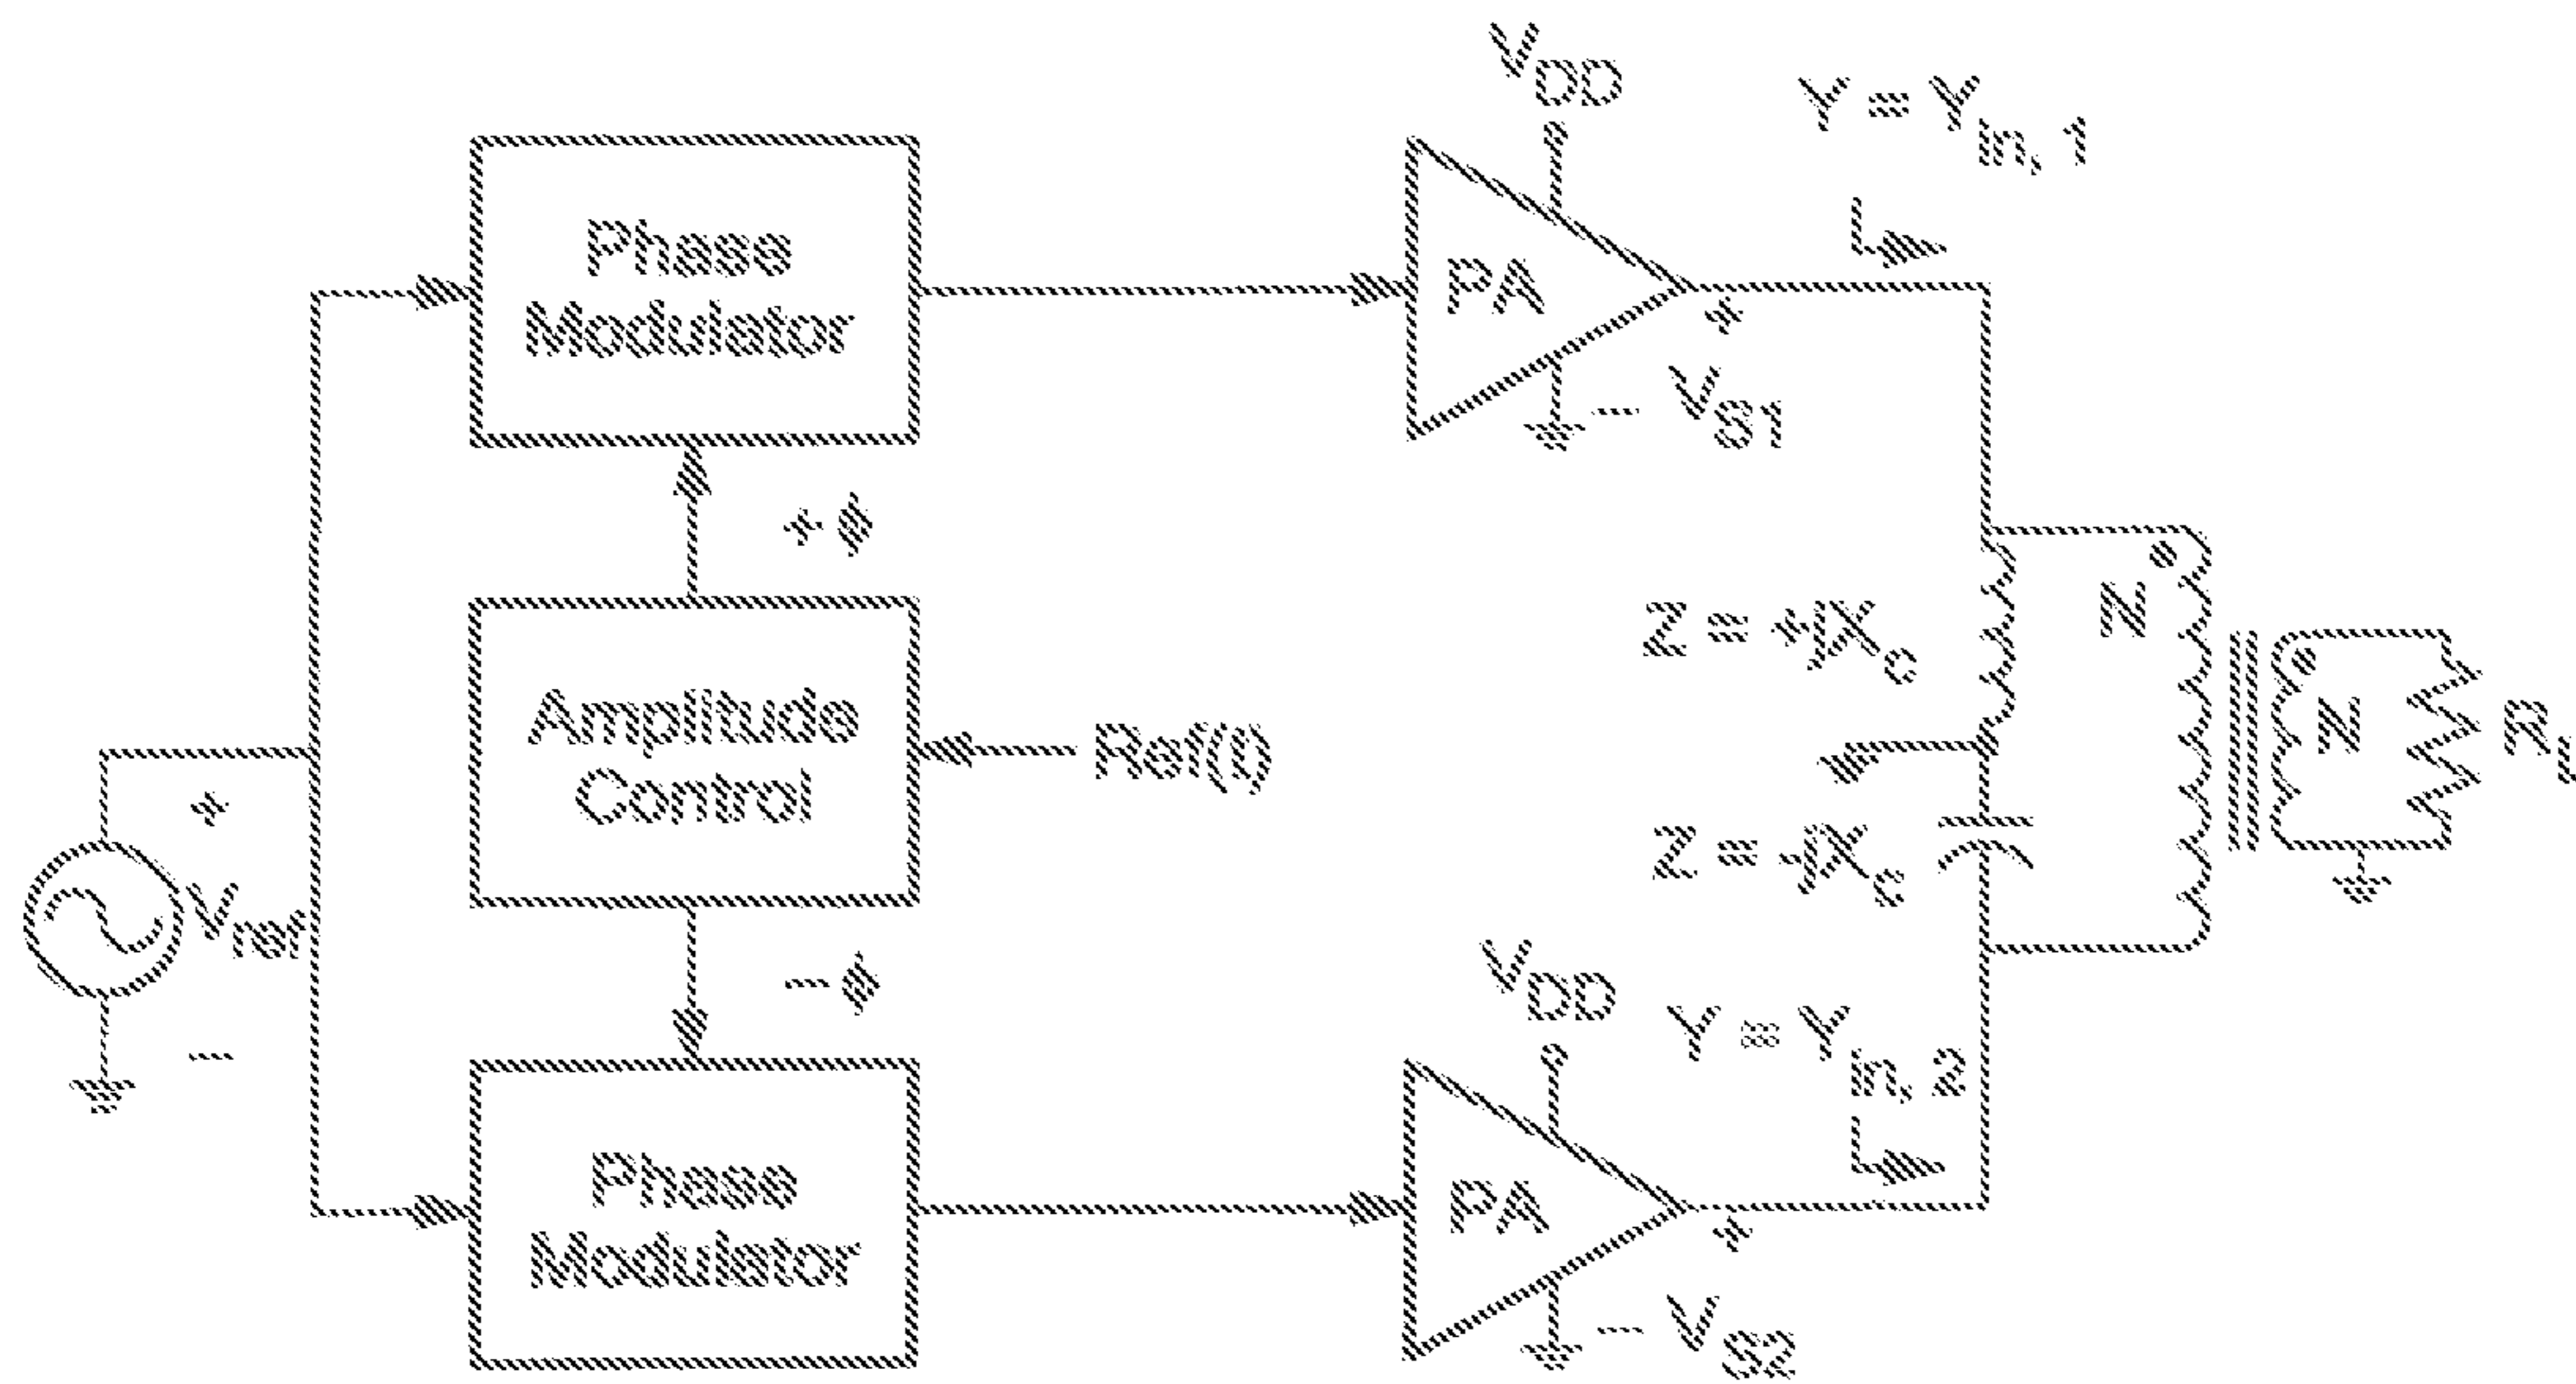 V_DD
Y = Y_in, 1
Phase
Modulator
PA
+
- V_S1
+ ϕ
Z = +jX_c
N
Amplitude
Control
Ref(t)
N
R_L
+
V_ref
-
Z = -jX_c
- ϕ
V_DD
Y = Y_in, 2
Phase
Modulator
PA
+
- V_S2